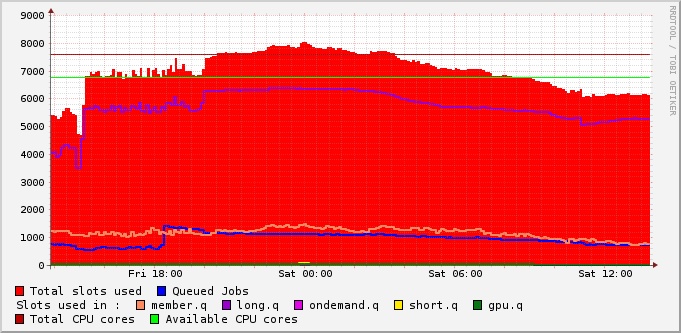 9000
8000
7000
6000
5000
4000
3000
2000
1000
0
Fri 18:00 Sat 00:00 Sat 06:00 Sat 12:00
RRDTOOL / TOBI OETIKER
Total slots used Queued Jobs
Slots used in : member.q long.q ondemand.q short.q gpu.q
Total CPU cores Available CPU cores